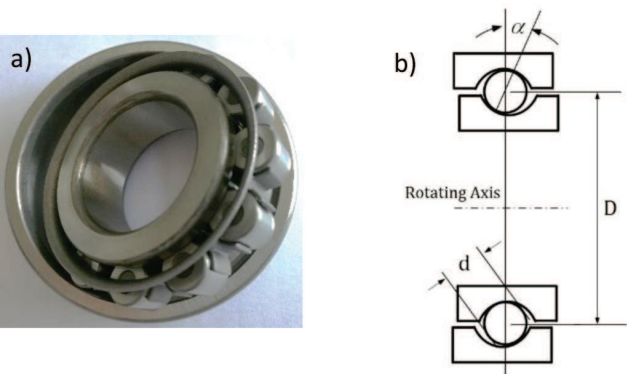 a)
b)
α
Rotating Axis
D
d